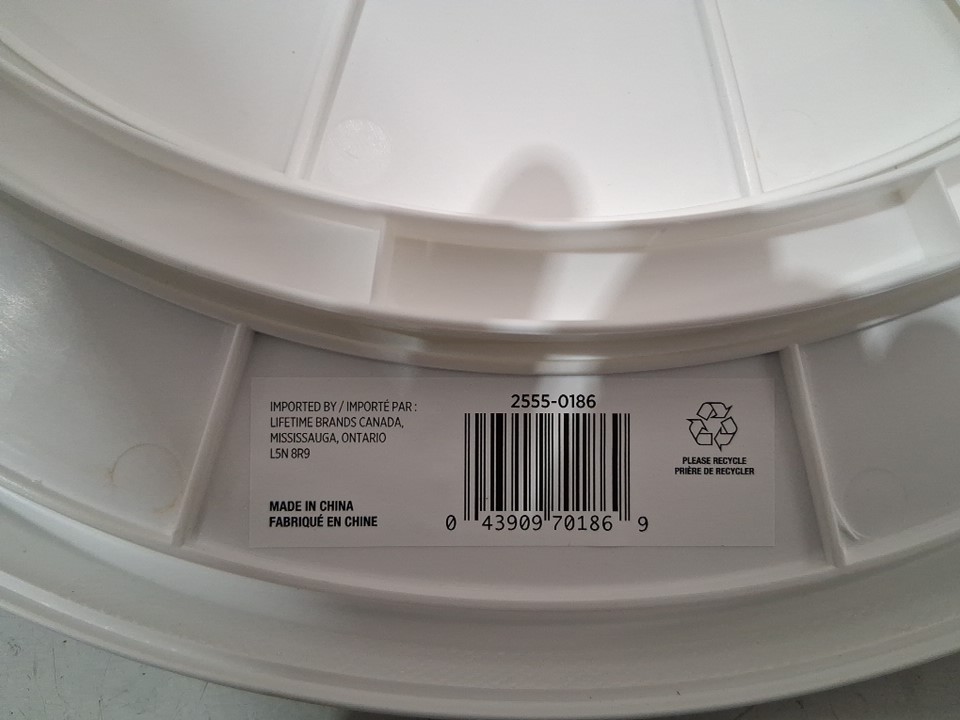 IMPORTED BY / IMPORTÉ PAR :
LIFETIME BRANDS CANADA,
MISSISSAUGA, ONTARIO
L5N 8R9
MADE IN CHINA
FABRIQUÉ EN CHINE
2555-0186
0 43909 70186 9
PLEASE RECYCLE
PRIÈRE DE RECYCLER